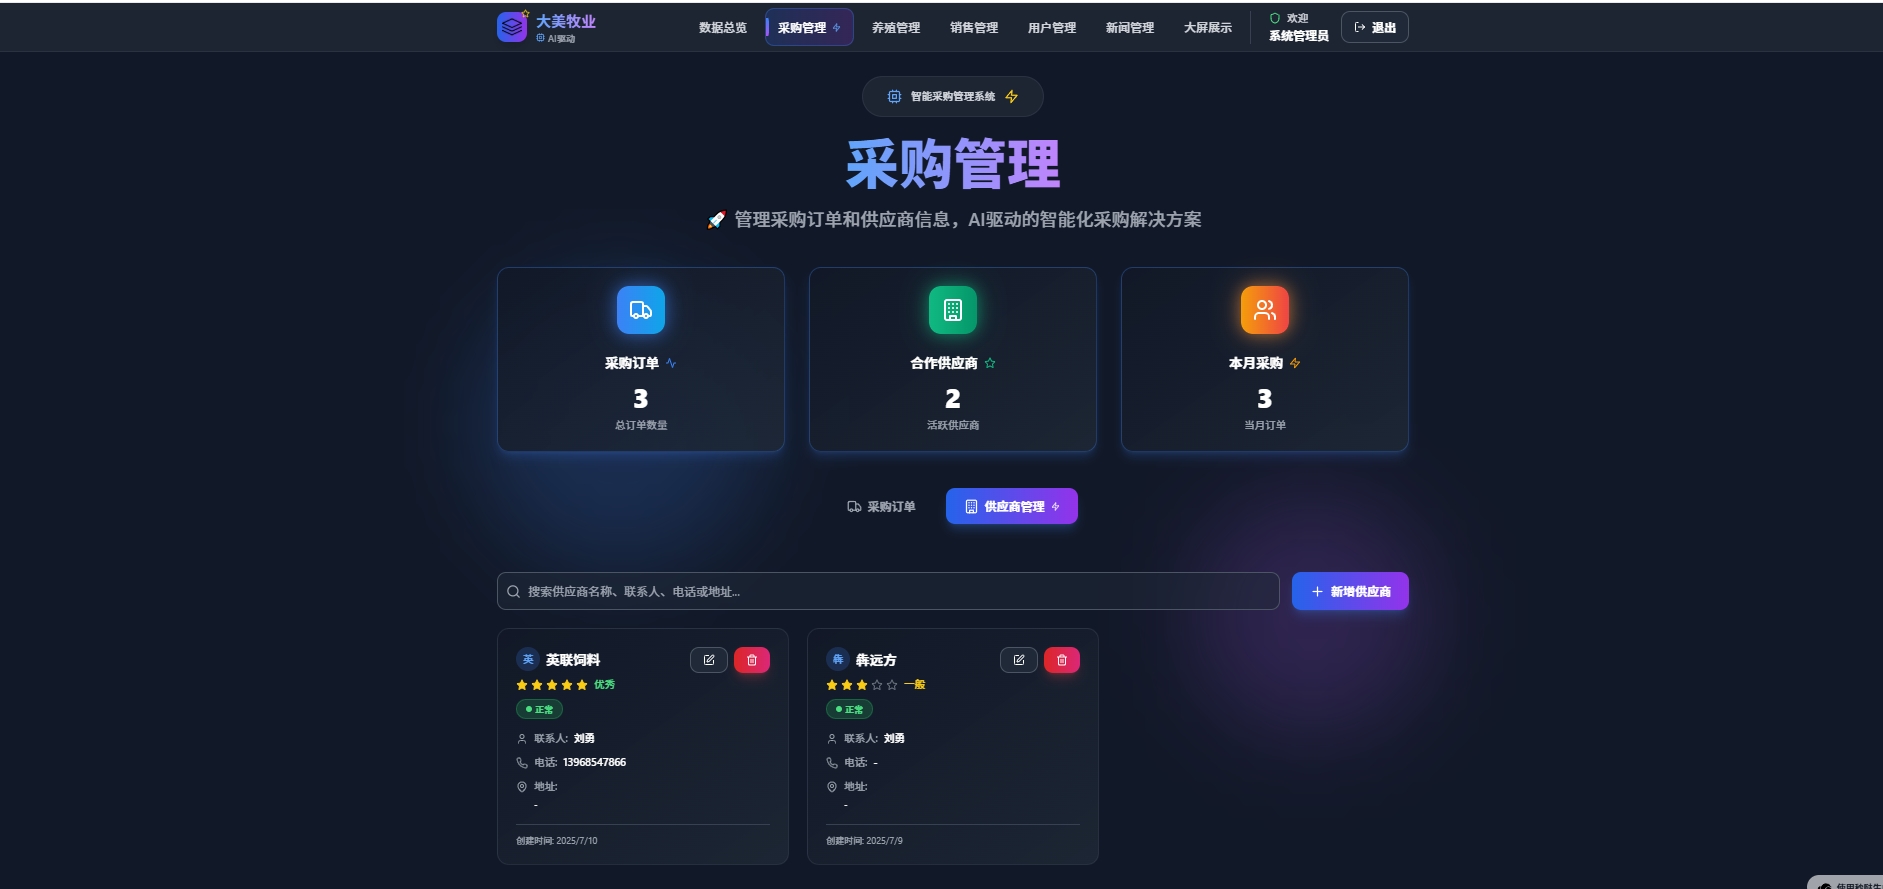 大美牧业
AI驱动
数据总览 采购管理 养殖管理 销售管理 用户管理 新闻管理 大屏展示
欢迎
系统管理员
退出
智能采购管理系统
采购管理
🚀 管理采购订单和供应商信息，AI驱动的智能化采购解决方案
采购订单
3
总订单数量
合作供应商
2
活跃供应商
本月采购
3
当月订单
采购订单 供应商管理
搜索供应商名称、联系人、电话或地址...
新增供应商
英 英联饲料
优秀
正常
联系人: 刘勇
电话: 13968547866
地址:
-
创建时间: 2025/7/10
犇 犇远方
一般
正常
联系人: 刘勇
电话: -
地址:
-
创建时间: 2025/7/9